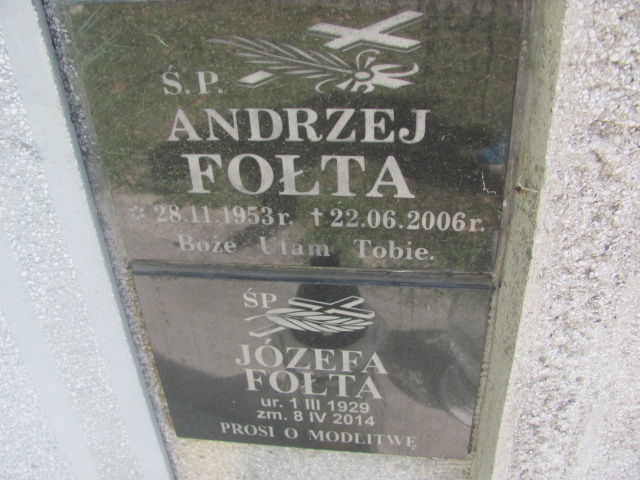 Ś.P.
ANDRZEJ
FOŁTA
* 28.11.1953r. †22.06.2006r.
Boże Ufam Tobie.
ŚP
JÓZEFA
FOŁTA
ur. 1 III 1929
zm. 8 IV 2014
PROSI O MODLITWĘ